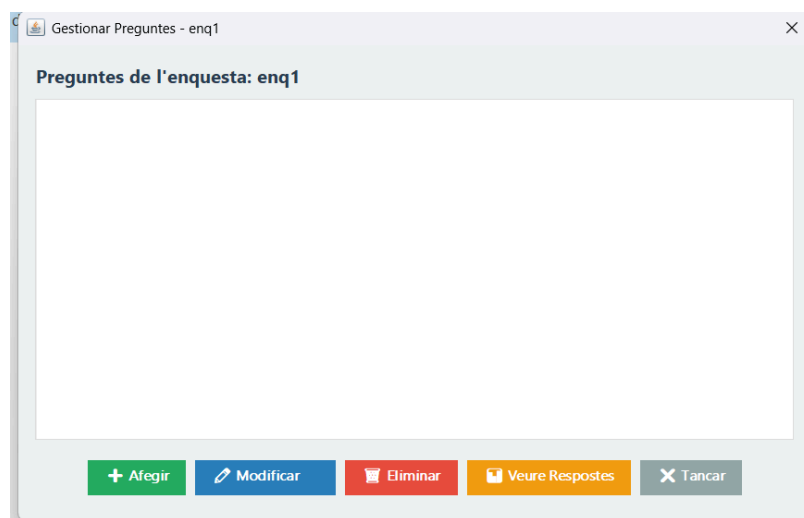 Gestionar Preguntes - enq1
Preguntes de l'enquesta: enq1
Afegir
Modificar
Eliminar
Veure Respostes
Tancar